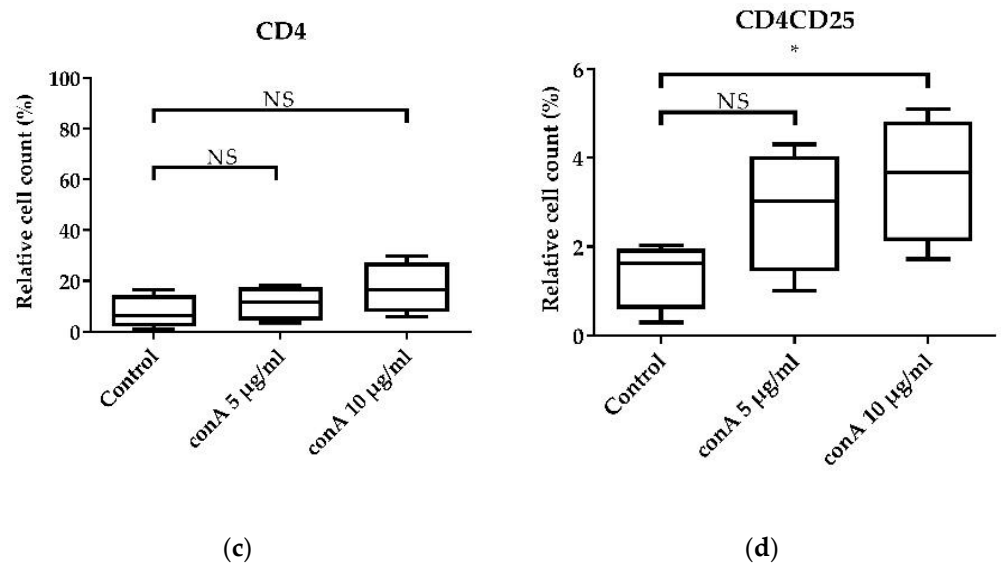 CD4
Relative cell count (%)
100
80
60
40
20
0
NS
NS
Control
conA 5 µg/ml
conA 10 µg/ml
(c)
CD4CD25
*
Relative cell count (%)
6
4
2
0
NS
Control
conA 5 µg/ml
conA 10 µg/ml
(d)